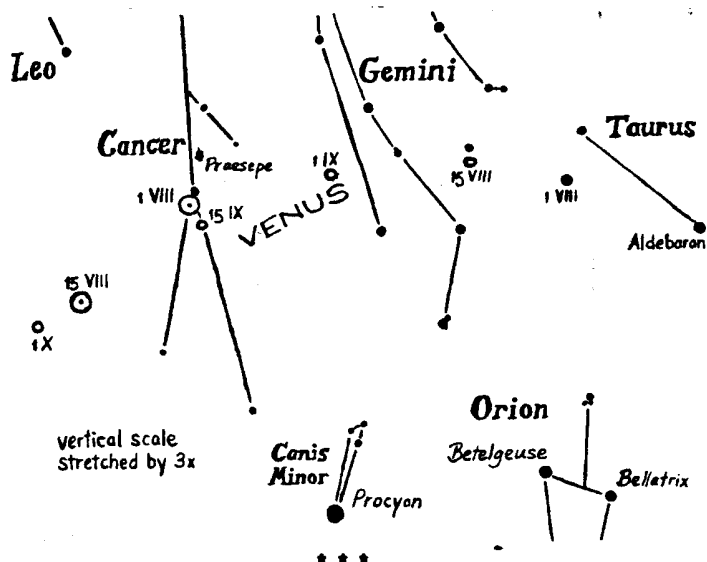 Leo
Gemini
Taurus
Cancer
Praesepe
1 IX
15 VIII
1 VIII
1 VIII
15 IX
VENUS
Aldebaron
15 VIII
1 X
Orion
vertical scale
stretched by 3x
Canis
Minor
Betelgeuse
Bellatrix
Procyon
* * *